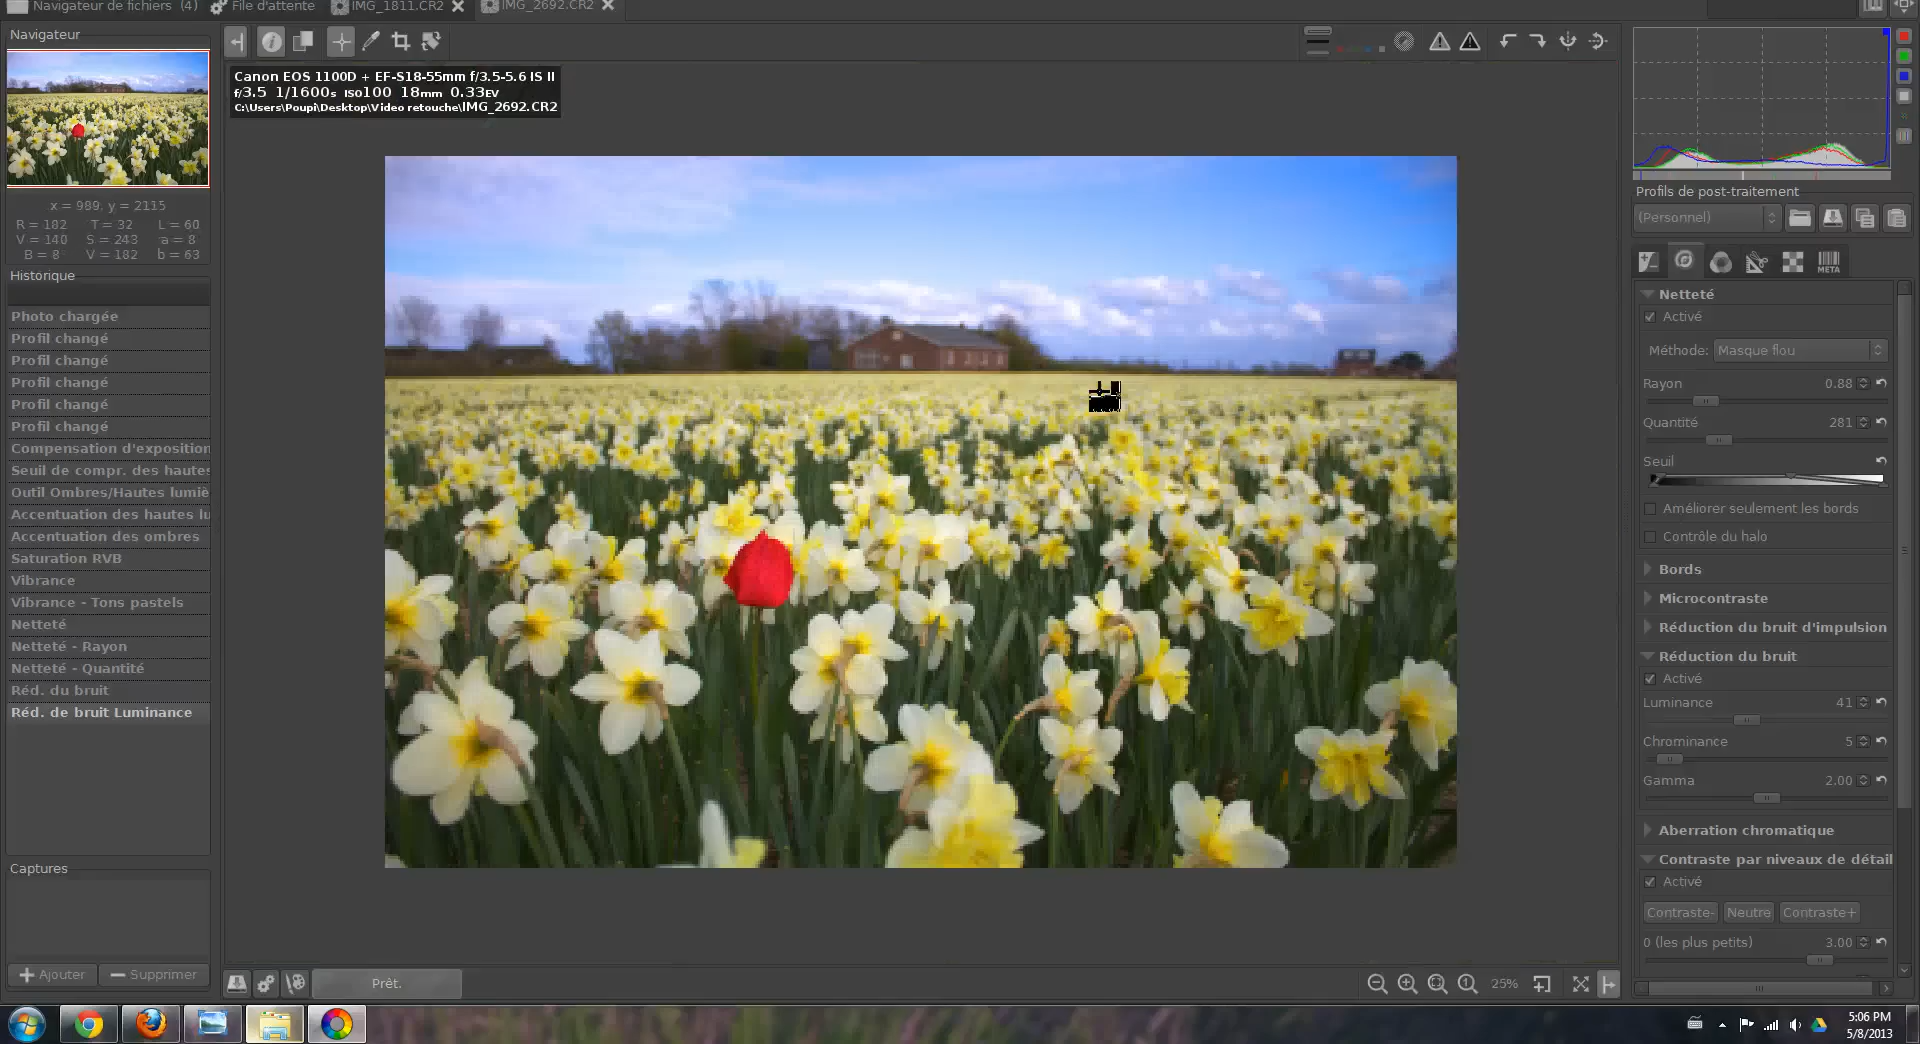 Navigateur de fichiers (4)
File d'attente
IMG_1811.CR2
IMG_2692.CR2
Navigateur
x = 989, y = 2115
R = 182 T = 32 L = 60
V = 140 S = 243 a = 8
B = 8 V = 182 b = 63
Historique
Photo chargée
Profil changé
Profil changé
Profil changé
Profil changé
Profil changé
Compensation d'exposition
Seuil de compr. des hautes
Outil Ombres/Hautes lumiè
Accentuation des hautes lu
Accentuation des ombres
Saturation RVB
Vibrance
Vibrance - Tons pastels
Netteté
Netteté - Rayon
Netteté - Quantité
Réd. du bruit
Réd. de bruit Luminance
Captures
Ajouter
Supprimer
Canon EOS 1100D + EF-S18-55mm f/3.5-5.6 IS II
f/3.5 1/1600s ISO100 18mm 0.33EV
C:\Users\Poupi\Desktop\Video retouche\IMG_2692.CR2
Prêt.
25%
Profils de post-traitement
(Personnel)
META
Netteté
Activé
Méthode: Masque flou
Rayon 0.88
Quantité 281
Seuil
Améliorer seulement les bords
Contrôle du halo
Bords
Microcontraste
Réduction du bruit d'impulsion
Réduction du bruit
Activé
Luminance 41
Chrominance 5
Gamma 2.00
Aberration chromatique
Contraste par niveaux de détail
Activé
Contraste- Neutre Contraste+
0 (les plus petits) 3.00
5:06 PM
5/8/2013